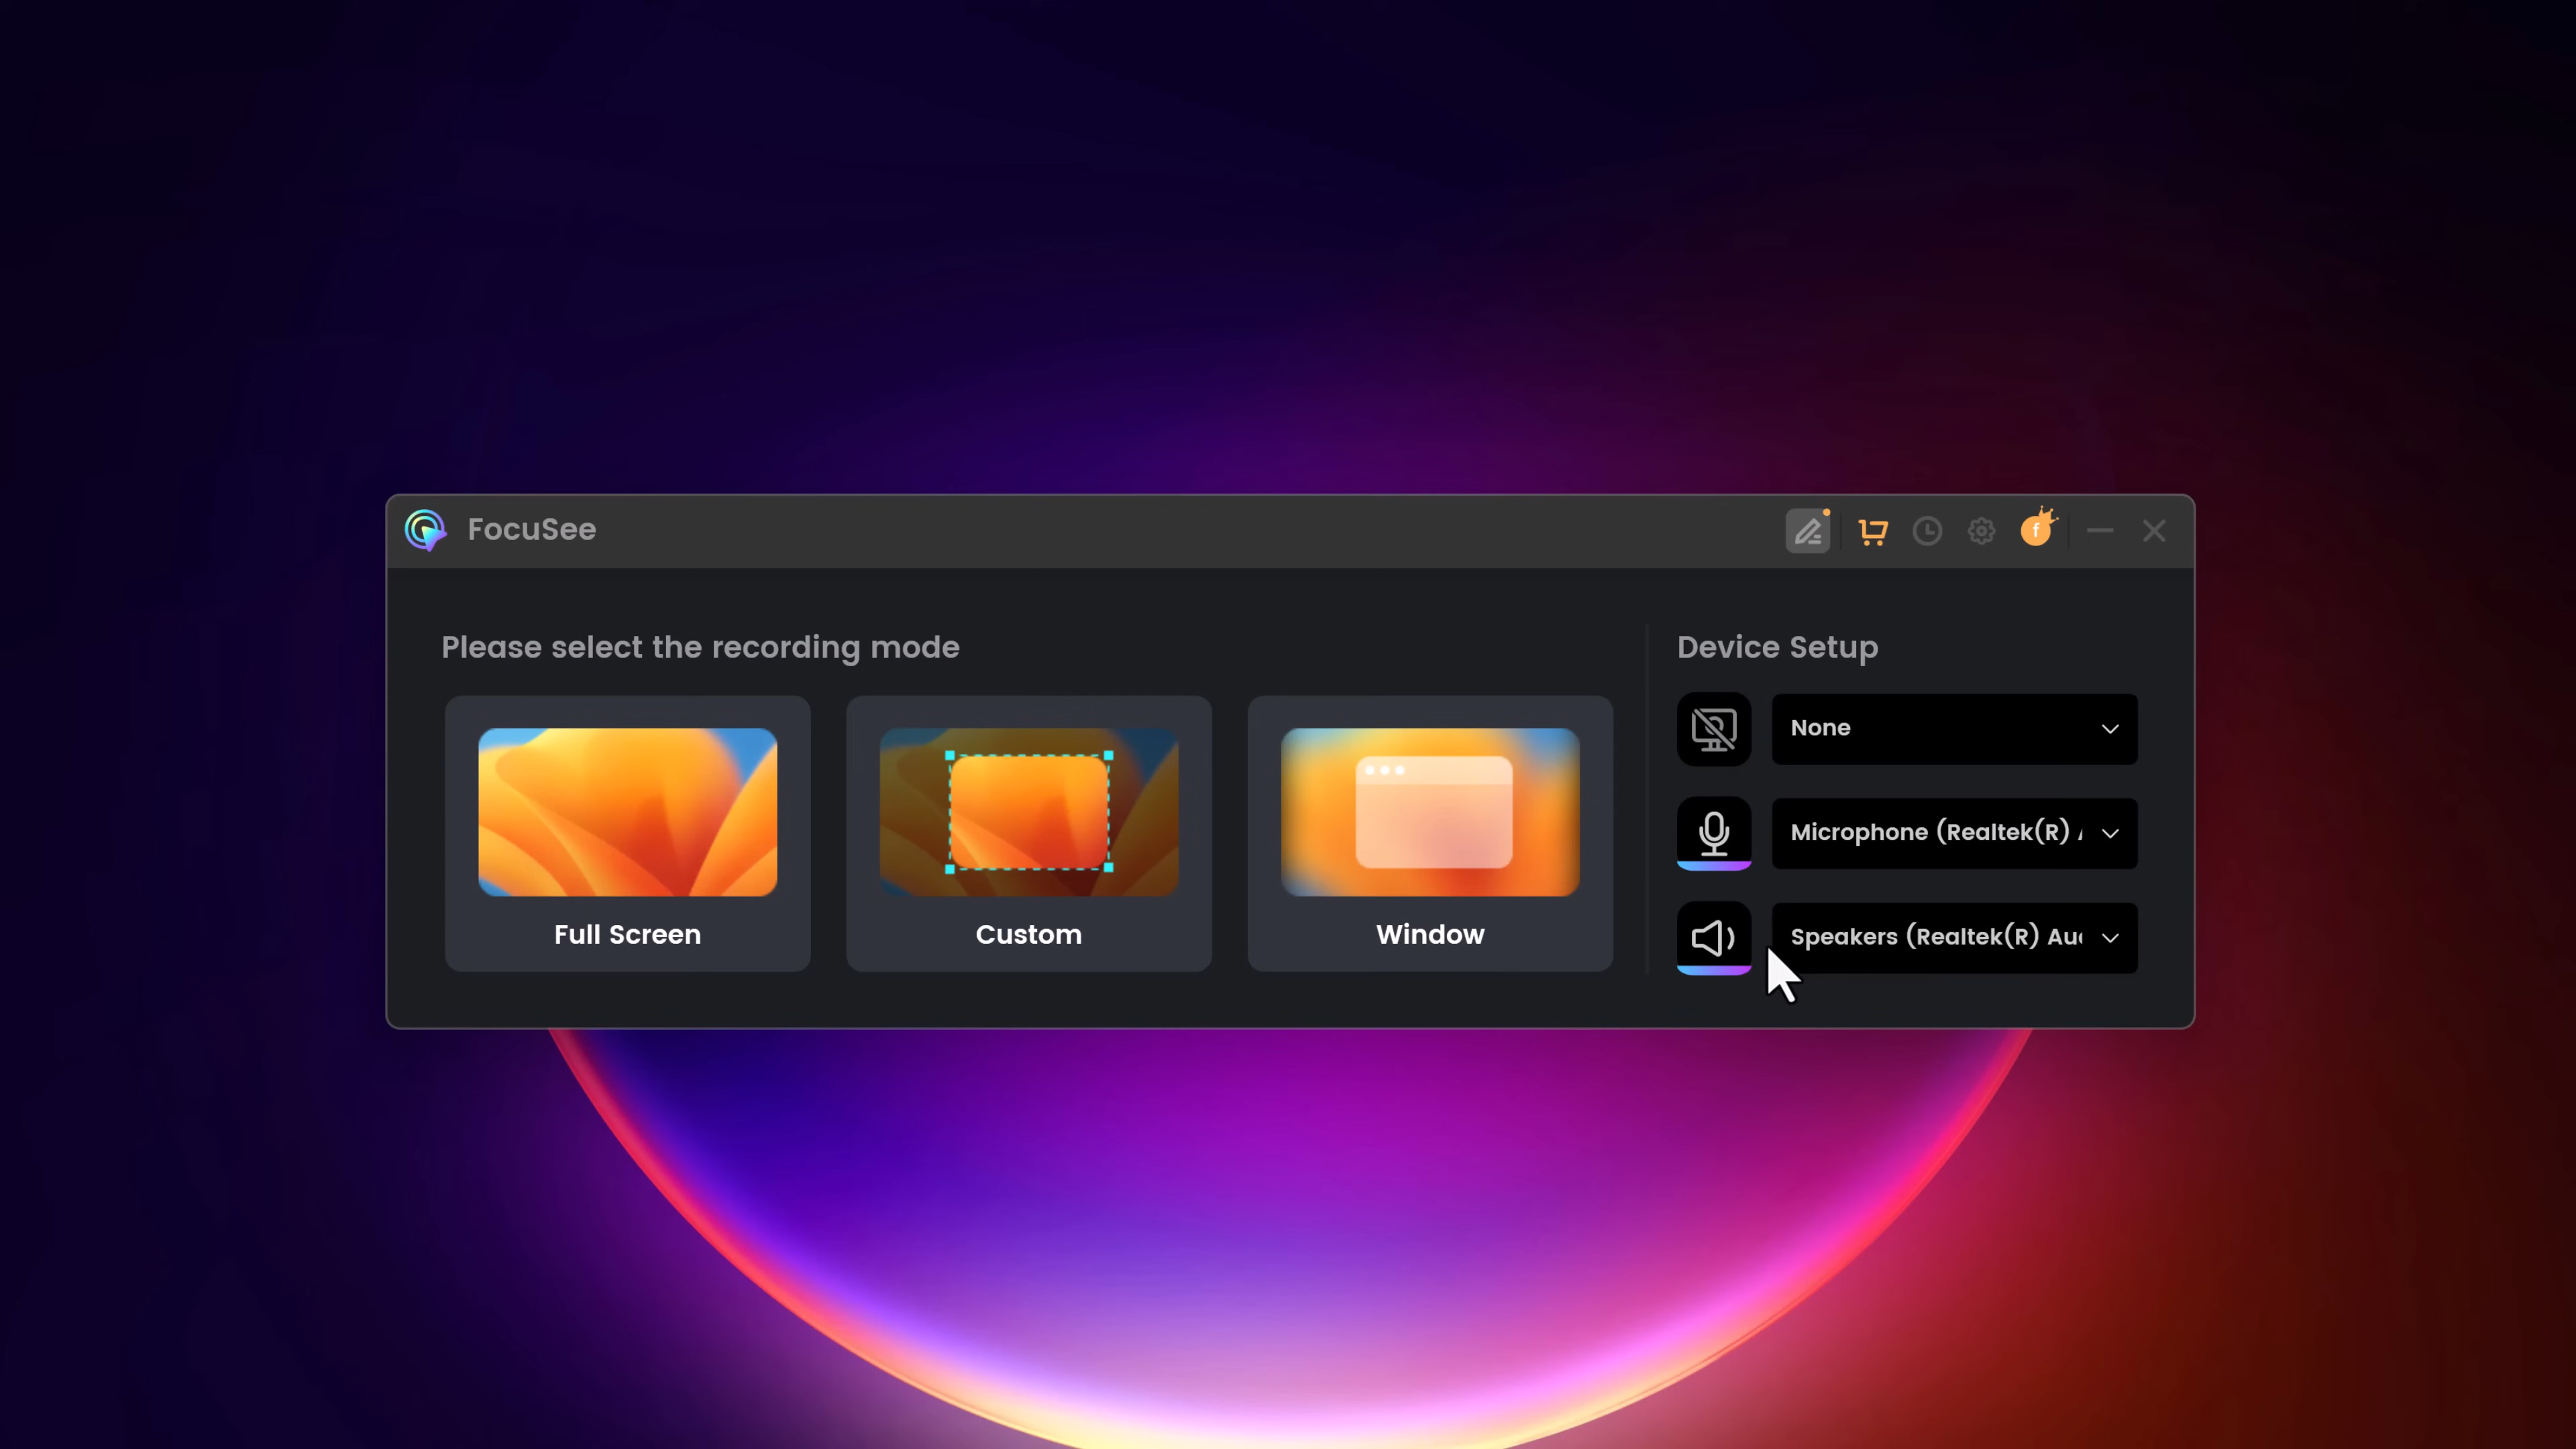 FocuSee
f
Please select the recording mode
Device Setup
None
Microphone (Realtek(R)
Speakers (Realtek(R)
Full Screen
Custom
Window